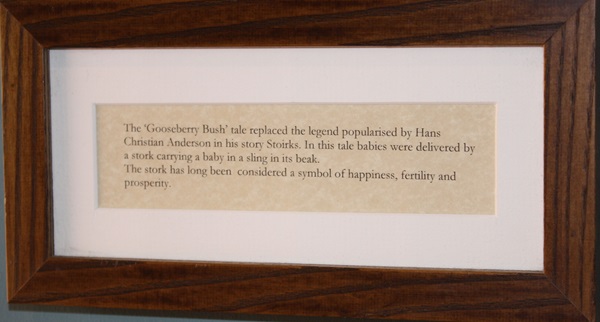 The 'Gooseberry Bush' tale replaced the legend popularised by Hans
Christian Anderson in his story Stoirks. In this tale babies were delivered by
a stork carrying a baby in a sling in its beak.
The stork has long been  considered a symbol of happiness, fertility and
prosperity.